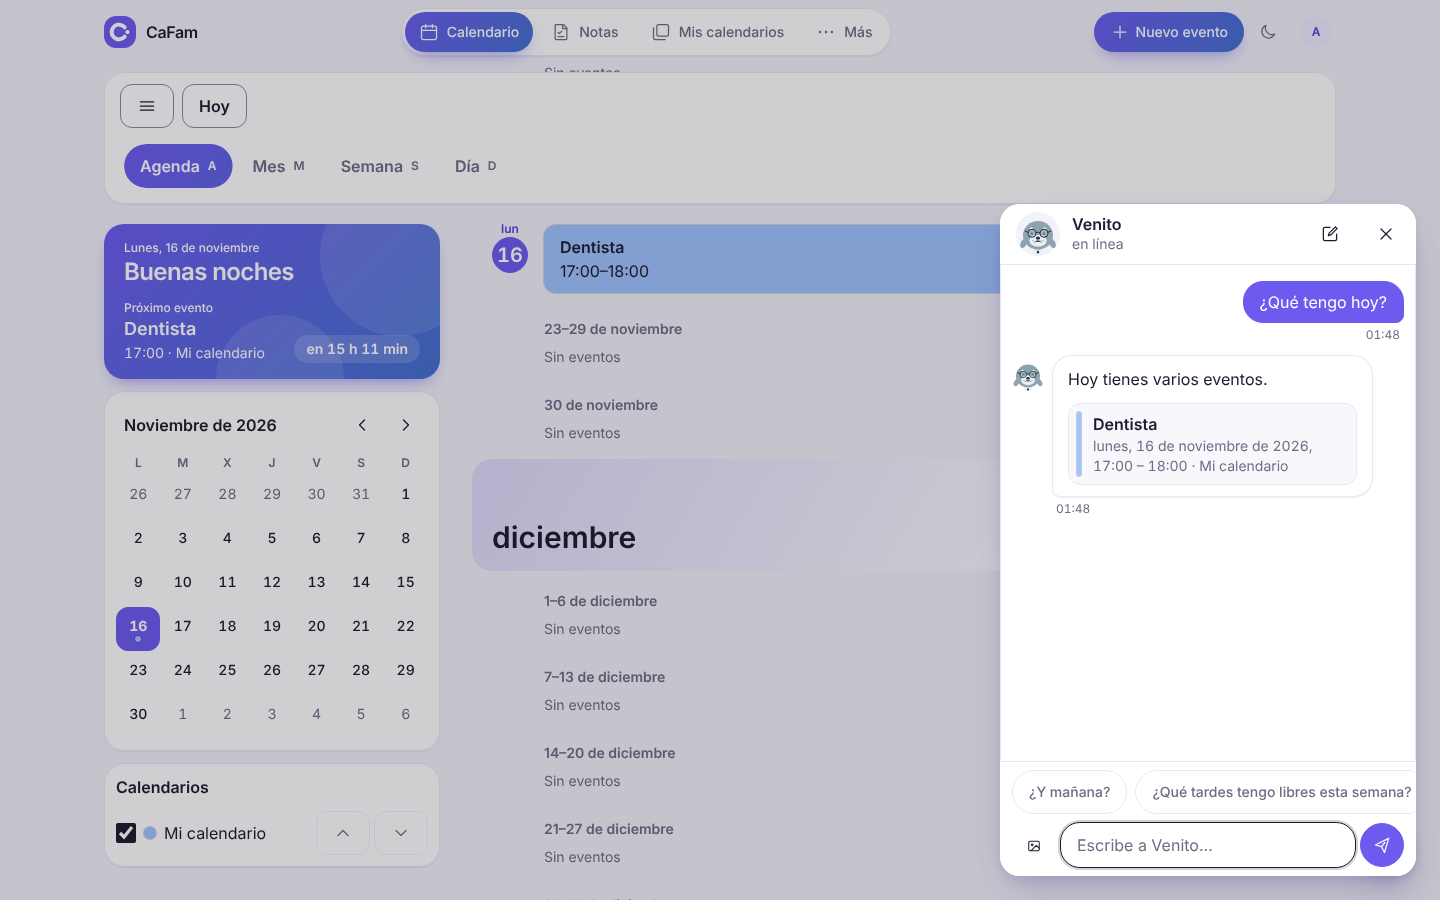 CaFam
Calendario
Notas
Mis calendarios
Más
Nuevo evento
A
Sin eventos
Hoy
Agenda A
Mes M
Semana S
Día D
Lunes, 16 de noviembre
Buenas noches
Próximo evento
Dentista
17:00 · Mi calendario
en 15 h 11 min
Noviembre de 2026
L M X J V S D
26 27 28 29 30 31 1
2 3 4 5 6 7 8
9 10 11 12 13 14 15
16 17 18 19 20 21 22
23 24 25 26 27 28 29
30 1 2 3 4 5 6
Calendarios
Mi calendario
lun
16
Dentista
17:00–18:00
23–29 de noviembre
Sin eventos
30 de noviembre
Sin eventos
diciembre
1–6 de diciembre
Sin eventos
7–13 de diciembre
Sin eventos
14–20 de diciembre
Sin eventos
21–27 de diciembre
Sin eventos
Venito
en línea
¿Qué tengo hoy?
01:48
Hoy tienes varios eventos.
Dentista
lunes, 16 de noviembre de 2026,
17:00 – 18:00 · Mi calendario
01:48
¿Y mañana?
¿Qué tardes tengo libres esta semana?
Escribe a Venito...